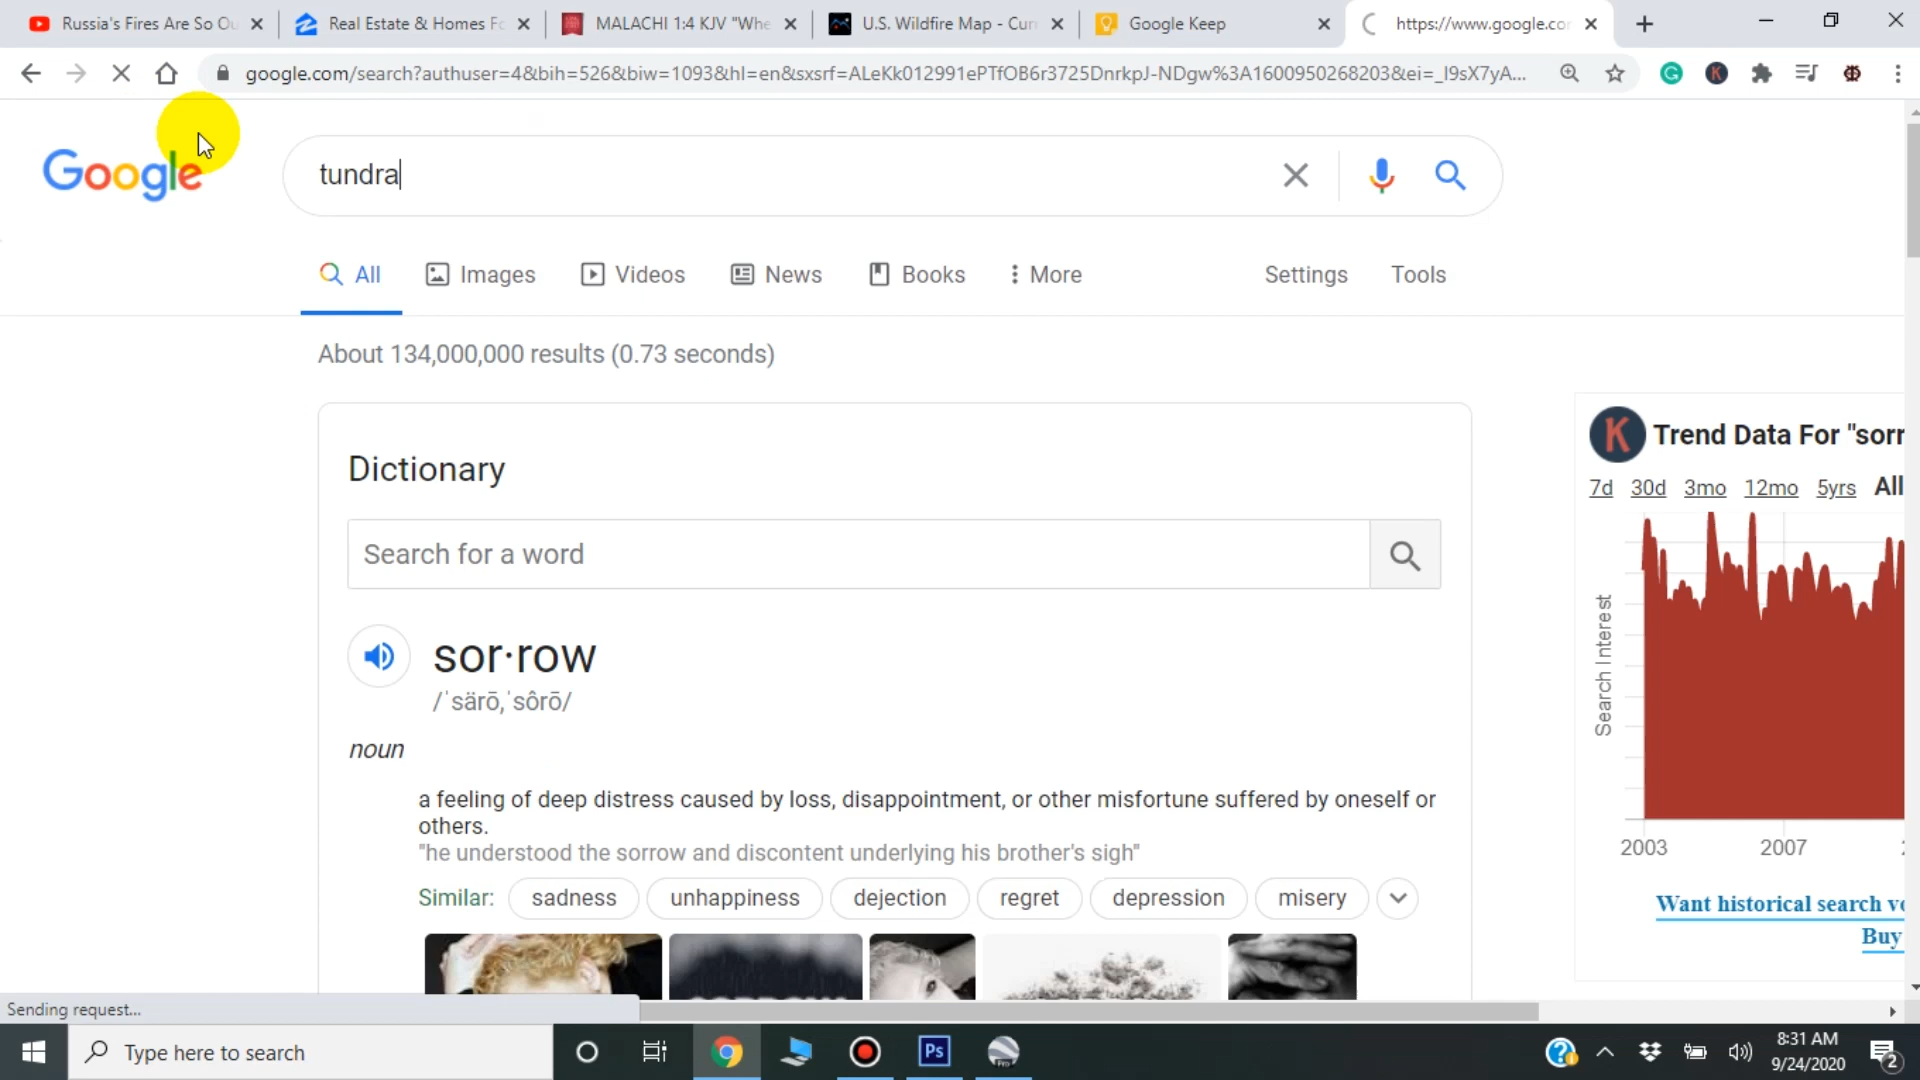 Russia's Fires Are So Ou
Real Estate & Homes Fo
MALACHI 1:4 KJV "Whe
U.S. Wildfire Map - Curr
Google Keep
https://www.google.com
google.com/search?authuser=4&bih=526&biw=1093&hl=en&sxsrf=ALeKk012991ePTfOB6r3725DnrkpJ-NDgw%3A1600950268203&ei=_I9sX7yA...
Google
tundra
All
Images
Videos
News
Books
More
Settings
Tools
About 134,000,000 results (0.73 seconds)
Dictionary
Search for a word
sor·row
/ˈsärō,ˈsôrō/
noun
a feeling of deep distress caused by loss, disappointment, or other misfortune suffered by oneself or
others.
"he understood the sorrow and discontent underlying his brother's sigh"
Similar:
sadness
unhappiness
dejection
regret
depression
misery
K
Trend Data For "sorr
7d 30d 3mo 12mo 5yrs All
Search Interest
2003
2007
Want historical search vo
Buy
Sending request...
Type here to search
Ps
8:31 AM
9/24/2020
2